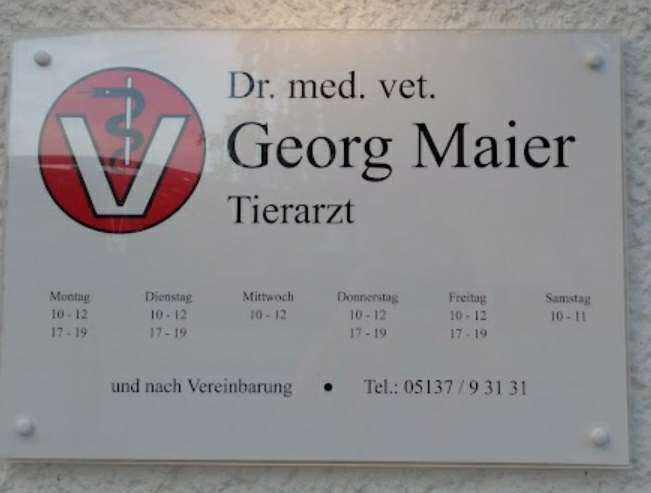 V
Dr. med. vet.
Georg Maier
Tierarzt
Montag Dienstag Mittwoch Donnerstag Freitag Samstag
10 - 12 10 - 12 10 - 12 10 - 12 10 - 12 10 - 11
17 - 19 17 - 19 17 - 19 17 - 19
und nach Vereinbarung • Tel.: 05137 / 9 31 31